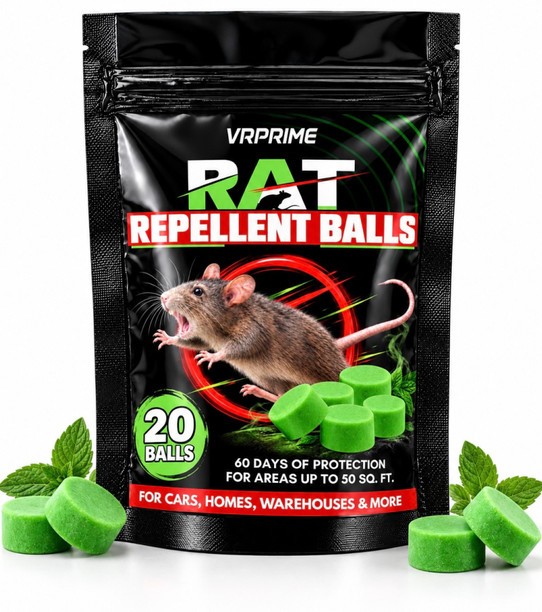 VRPRIME
RAT
REPELLENT BALLS
20
BALLS
60 DAYS OF PROTECTION
FOR AREAS UP TO 50 SQ. FT.
FOR CARS, HOMES, WAREHOUSES & MORE